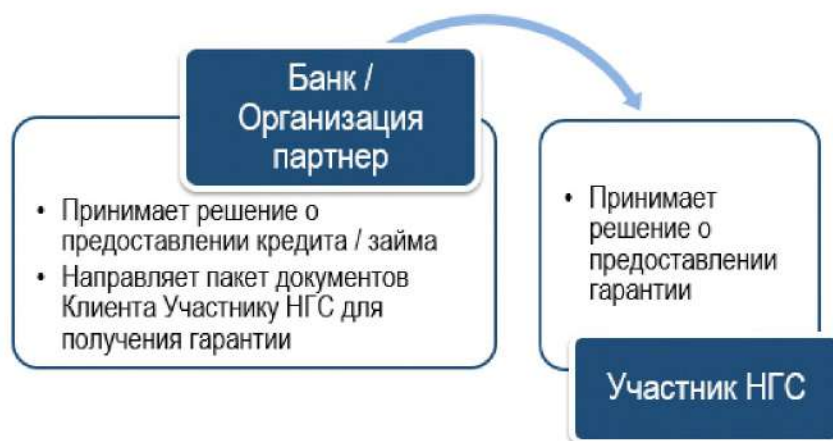 Банк /
Организация
партнер
• Принимает решение о
предоставлении кредита / займа
• Направляет пакет документов
Клиента Участнику НГС для
получения гарантии
• Принимает
решение о
предоставлении
гарантии
Участник НГС